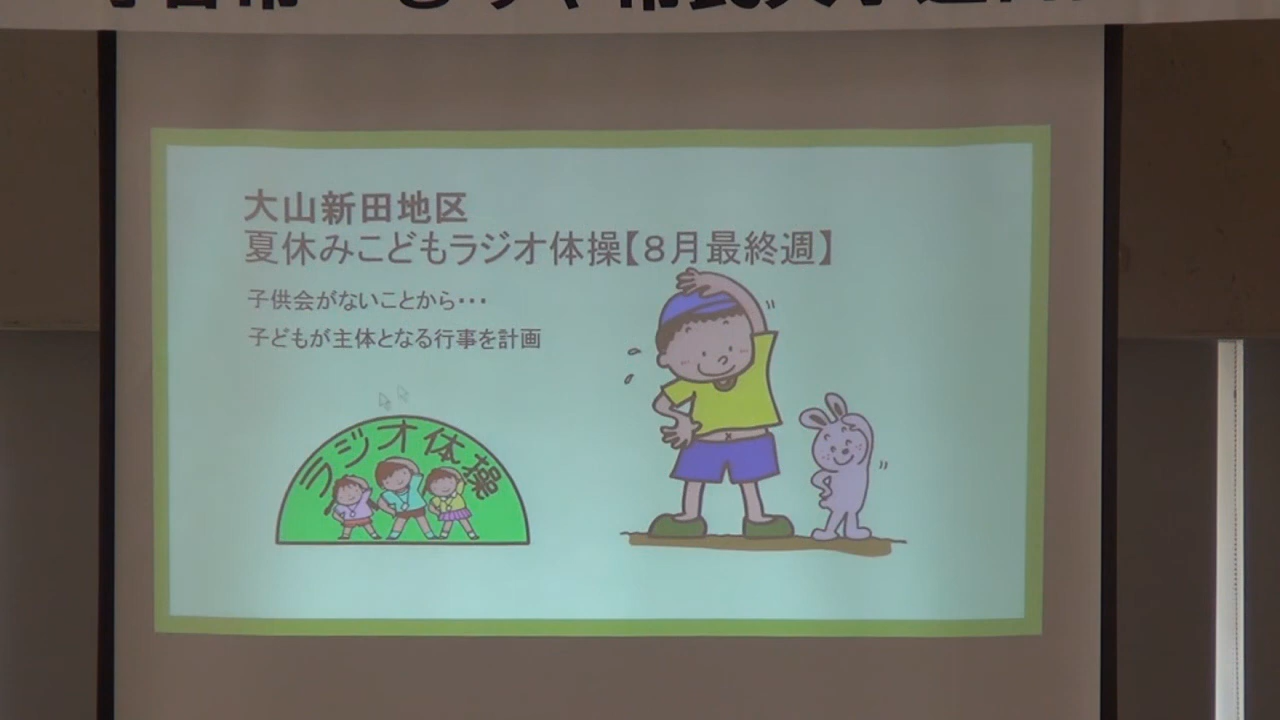 大山新田地区
夏休みこどもラジオ体操【８月最終週】
子供会がないことから・・・
子どもが主体となる行事を計画
ラジオ体操